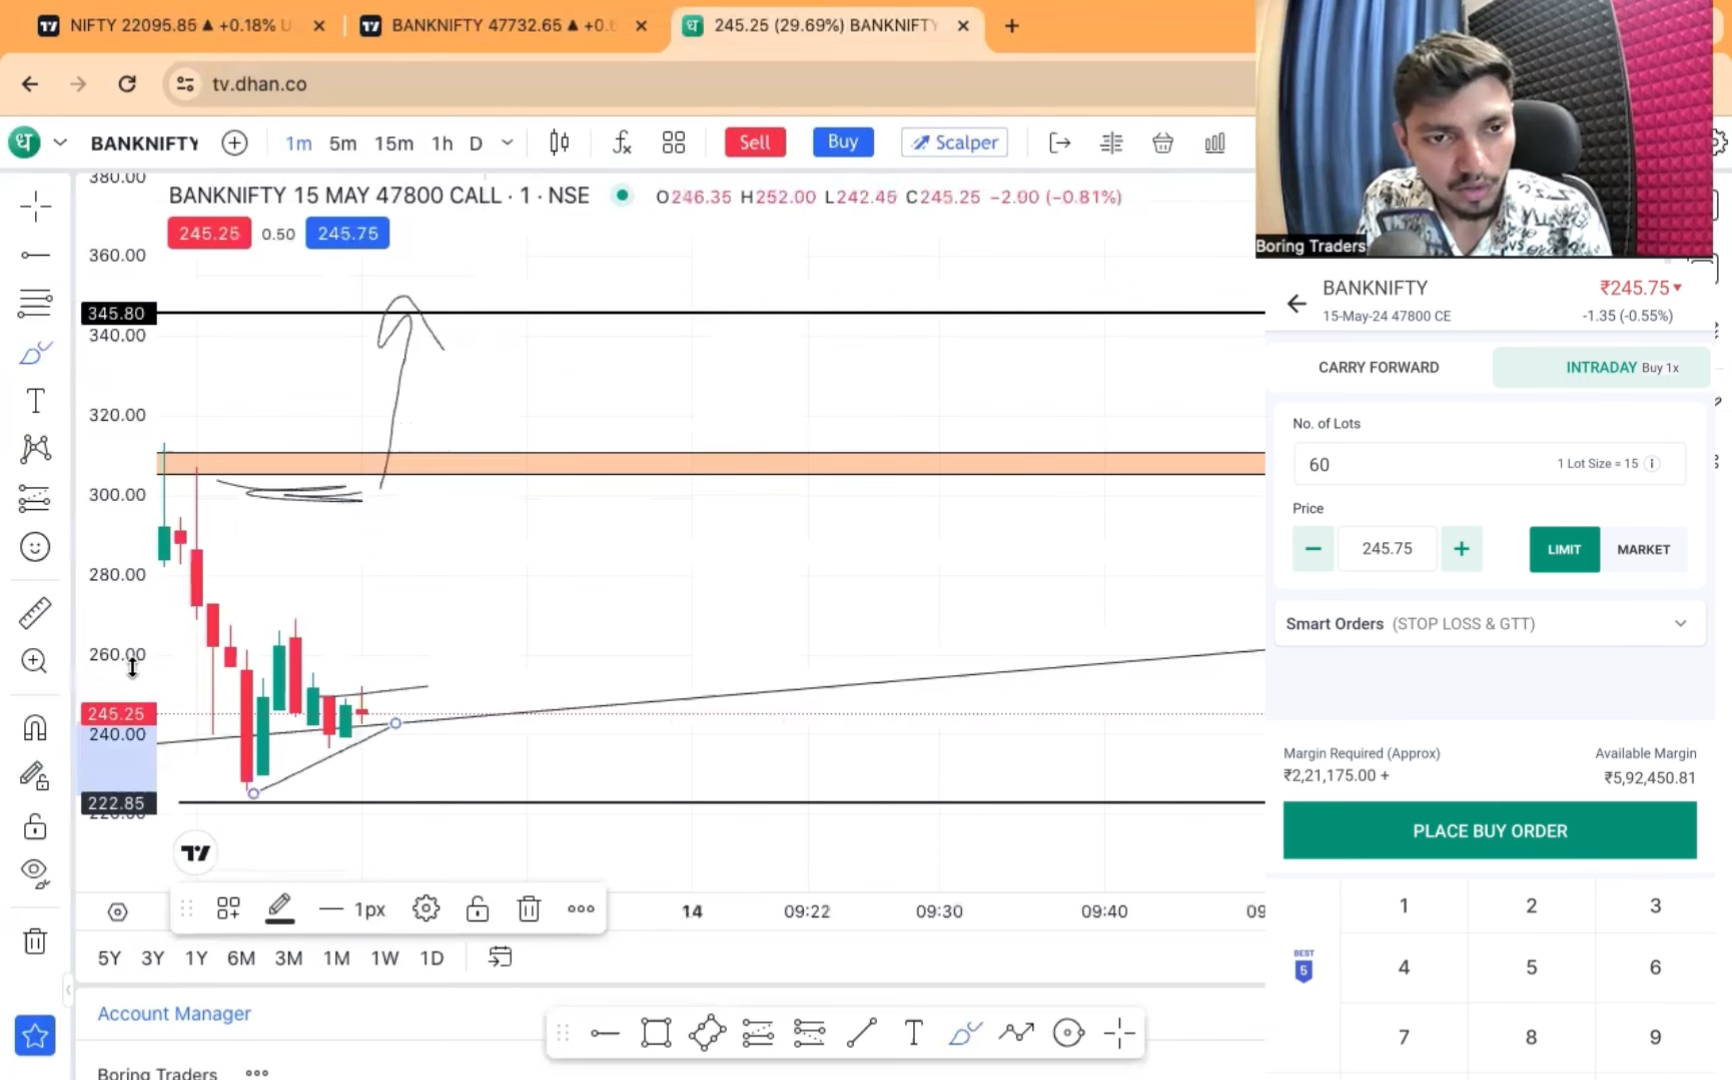 NIFTY 22095.85 ▲ +0.18% U
BANKNIFTY 47732.65 ▲ +0.
245.25 (29.69%) BANKNIFTY
tv.dhan.co
BANKNIFTY 1m 5m 15m 1h D Sell Buy Scalper
BANKNIFTY 15 MAY 47800 CALL · 1 · NSE O246.35 H252.00 L242.45 C245.25 −2.00 (−0.81%)
245.25 0.50 245.75
380.00
360.00
345.80
340.00
320.00
300.00
280.00
260.00
245.25
240.00
222.85
220.00
14 09:22 09:30 09:40 09
1px
5Y 3Y 1Y 6M 3M 1M 1W 1D
Account Manager
Boring Traders
Boring Traders
BANKNIFTY ₹245.75▼
15-May-24 47800 CE -1.35 (-0.55%)
CARRY FORWARD INTRADAY Buy 1x
No. of Lots
60 1 Lot Size = 15
Price
− 245.75 + LIMIT MARKET
Smart Orders (STOP LOSS & GTT)
Margin Required (Approx) Available Margin
₹2,21,175.00 + ₹5,92,450.81
PLACE BUY ORDER
1 2 3
BEST 5
4 5 6
7 8 9